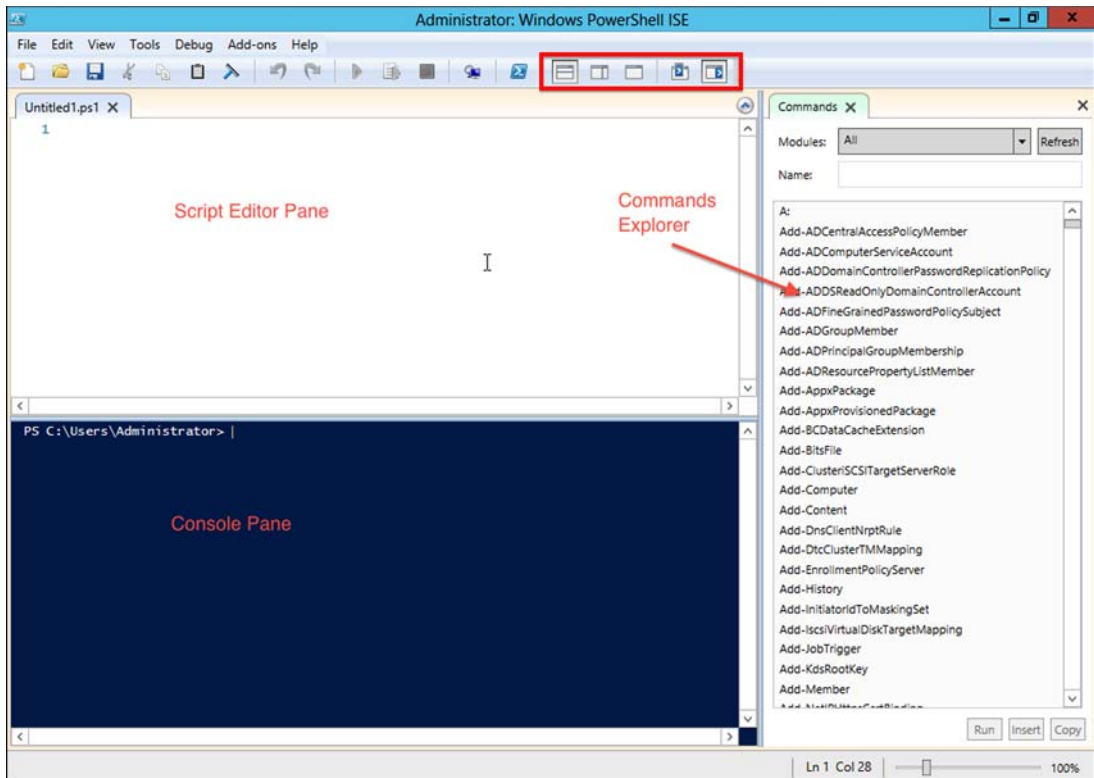 Administrator: Windows PowerShell ISE
File Edit View Tools Debug Add-ons Help
Untitled1.ps1 X
1
Script Editor Pane
Commands
Explorer
PS C:\Users\Administrator>
Console Pane
Commands X
Modules: All Refresh
Name:
A:
Add-ADCentralAccessPolicyMember
Add-ADComputerServiceAccount
Add-ADDomainControllerPasswordReplicationPolicy
Add-ADDSReadOnlyDomainControllerAccount
Add-ADFineGrainedPasswordPolicySubject
Add-ADGroupMember
Add-ADPrincipalGroupMembership
Add-ADResourcePropertyListMember
Add-AppxPackage
Add-AppxProvisionedPackage
Add-BCDataCacheExtension
Add-BitsFile
Add-ClusteriSCSITargetServerRole
Add-Computer
Add-Content
Add-DnsClientNrptRule
Add-DtcClusterTMMapping
Add-EnrollmentPolicyServer
Add-History
Add-InitiatorIdToMaskingSet
Add-IscsiVirtualDiskTargetMapping
Add-JobTrigger
Add-KdsRootKey
Add-Member
Run Insert Copy
Ln 1 Col 28 100%